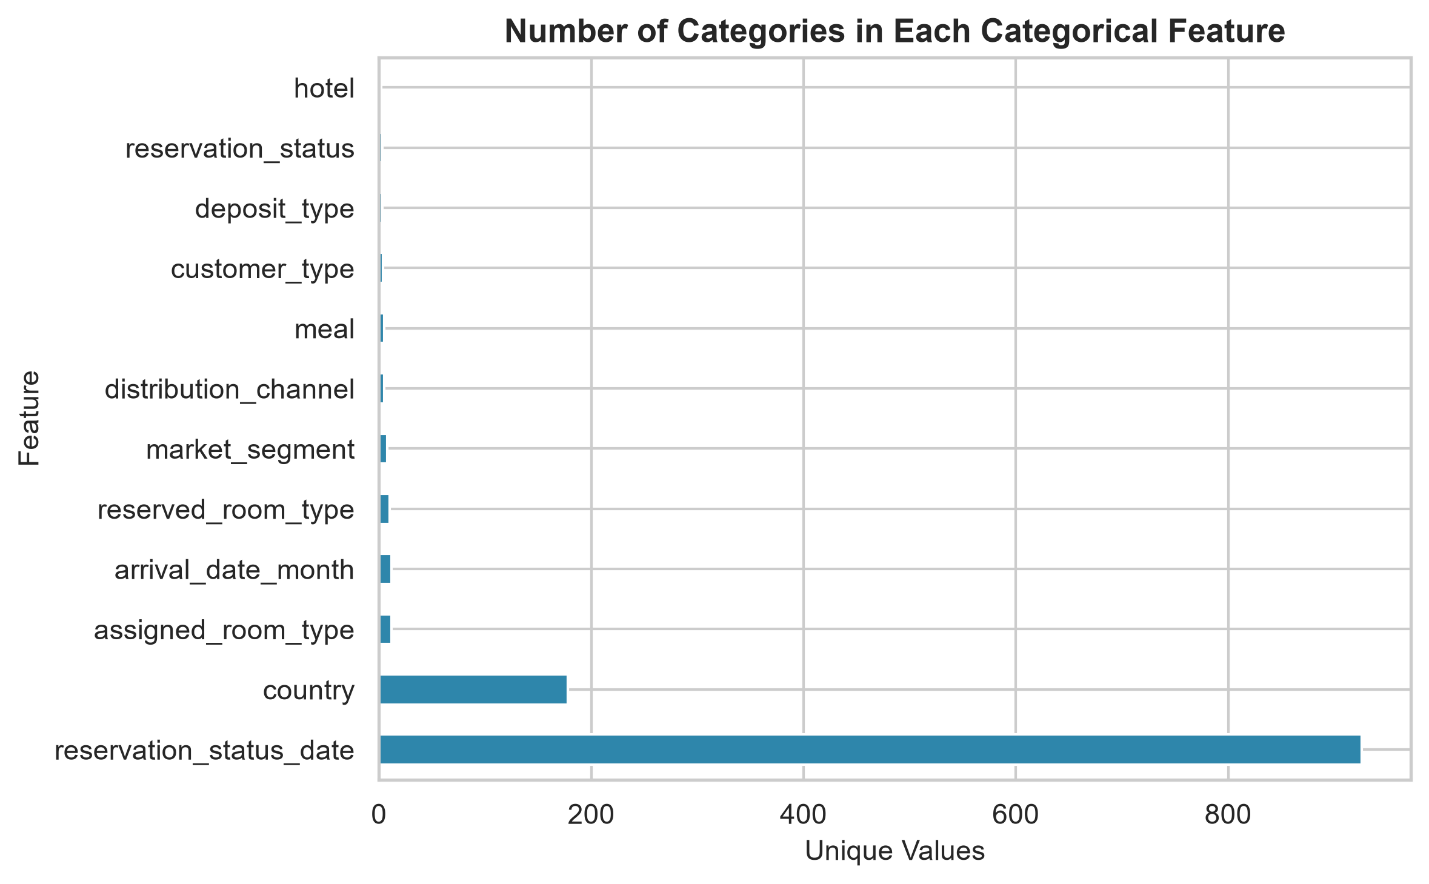 Number of Categories in Each Categorical Feature
hotel
reservation_status
deposit_type
customer_type
meal
distribution_channel
market_segment
reserved_room_type
arrival_date_month
assigned_room_type
country
reservation_status_date
Feature
0 200 400 600 800
Unique Values